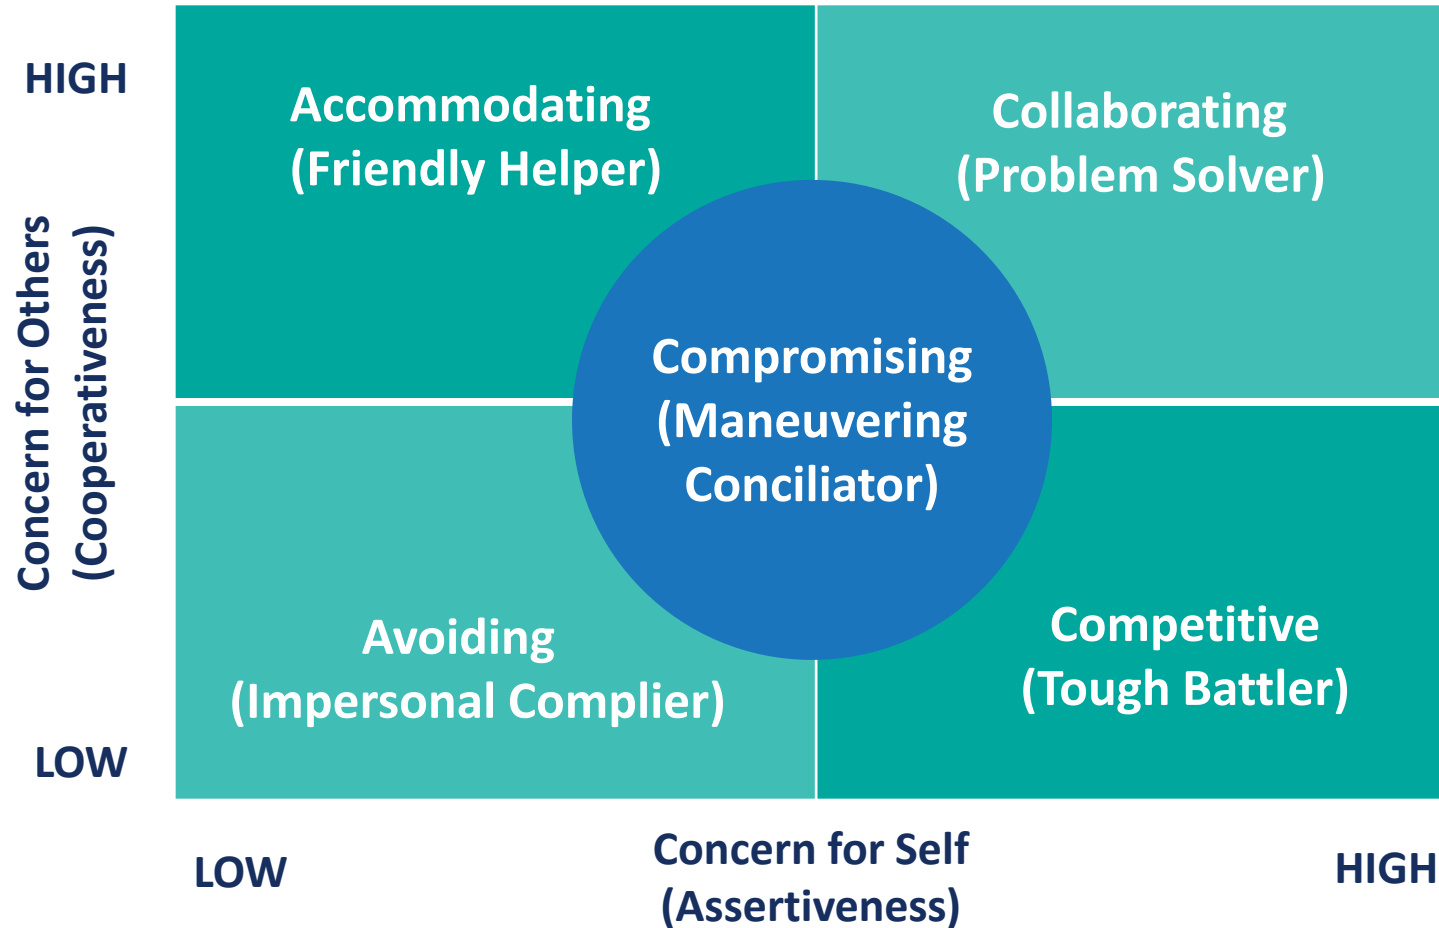 HIGH
Accommodating
(Friendly Helper)
Collaborating
(Problem Solver)
Concern for Others
(Cooperativeness)
Compromising
(Maneuvering
Conciliator)
Avoiding
(Impersonal Complier)
Competitive
(Tough Battler)
LOW
LOW
Concern for Self
(Assertiveness)
HIGH